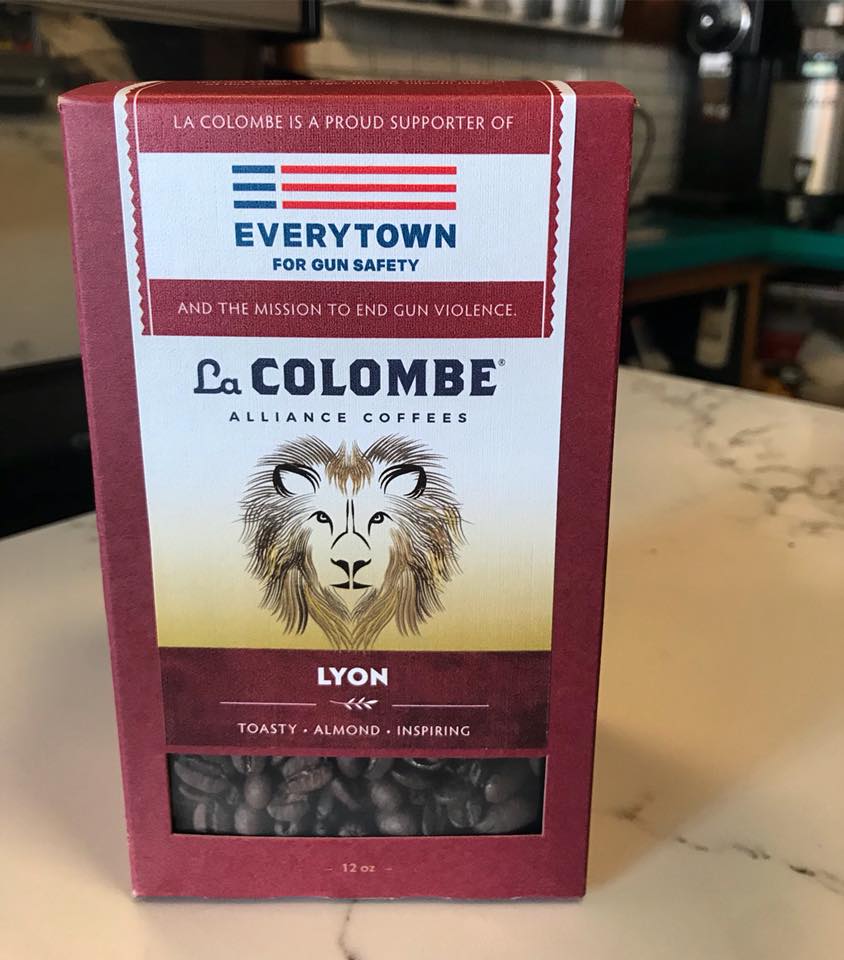 LA COLOMBE IS A PROUD SUPPORTER OF
EVERYTOWN
FOR GUN SAFETY
AND THE MISSION TO END GUN VIOLENCE.
La COLOMBE®
ALLIANCE COFFEES
LYON
TOASTY • ALMOND • INSPIRING
– 12 oz –